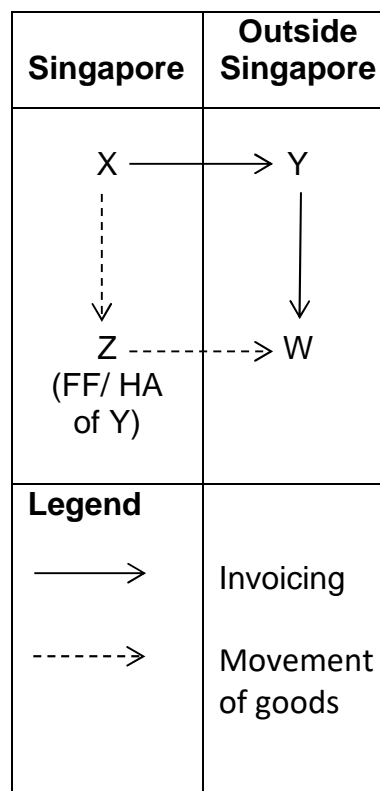 Singapore
Outside
Singapore
X
Y
Z
W
(FF/ HA
of Y)
Legend
Invoicing
Movement
of goods